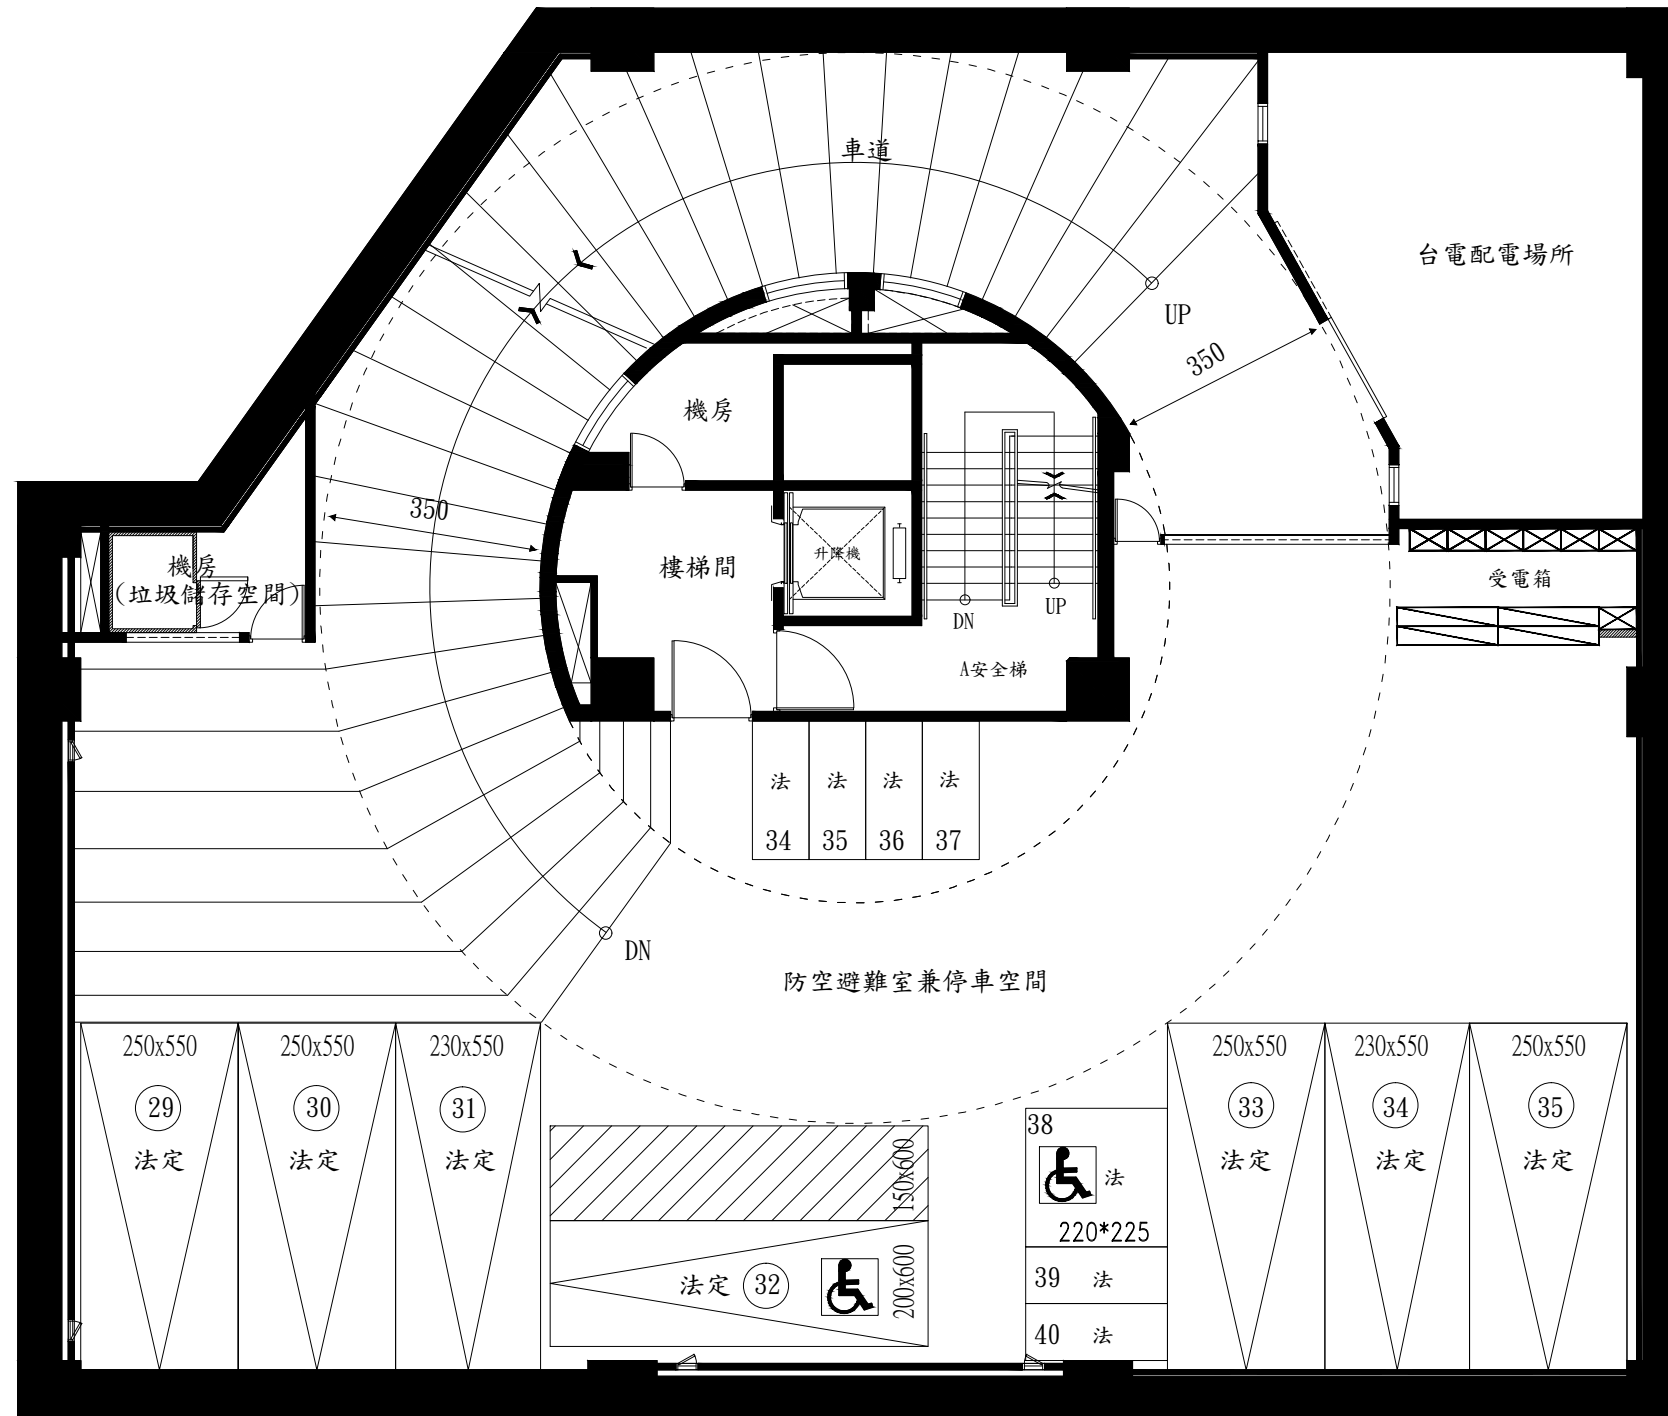 車道
台電配電場所
UP
350
機房
350
機房
(垃圾儲存空間)
樓梯間
升降機
受電箱
DN
UP
A安全梯
法
34
法
35
法
36
法
37
DN
防空避難室兼停車空間
250x550
29
法定
250x550
30
法定
230x550
31
法定
150x600
法定 32
200x600
38
法
220*225
39 法
40 法
250x550
33
法定
230x550
34
法定
250x550
35
法定